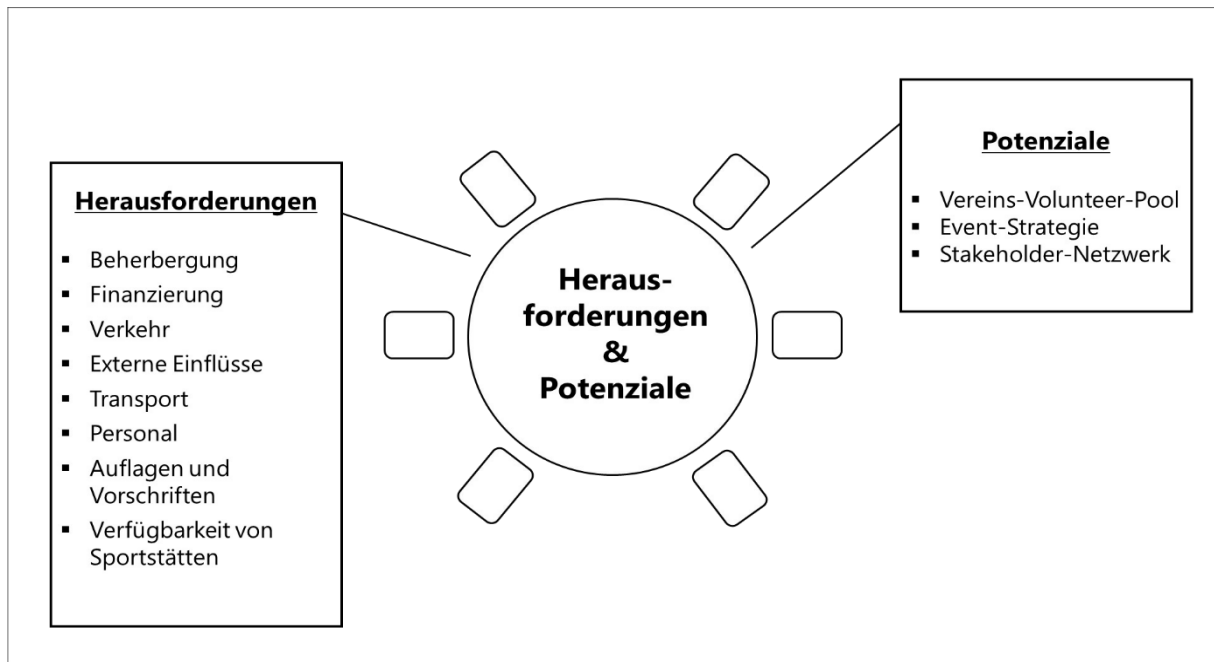 Herausforderungen
▪ Beherbergung
▪ Finanzierung
▪ Verkehr
▪ Externe Einflüsse
▪ Transport
▪ Personal
▪ Auflagen und
Vorschriften
▪ Verfügbarkeit von
Sportstätten
Heraus-
forderungen
&
Potenziale
Potenziale
▪ Vereins-Volunteer-Pool
▪ Event-Strategie
▪ Stakeholder-Netzwerk